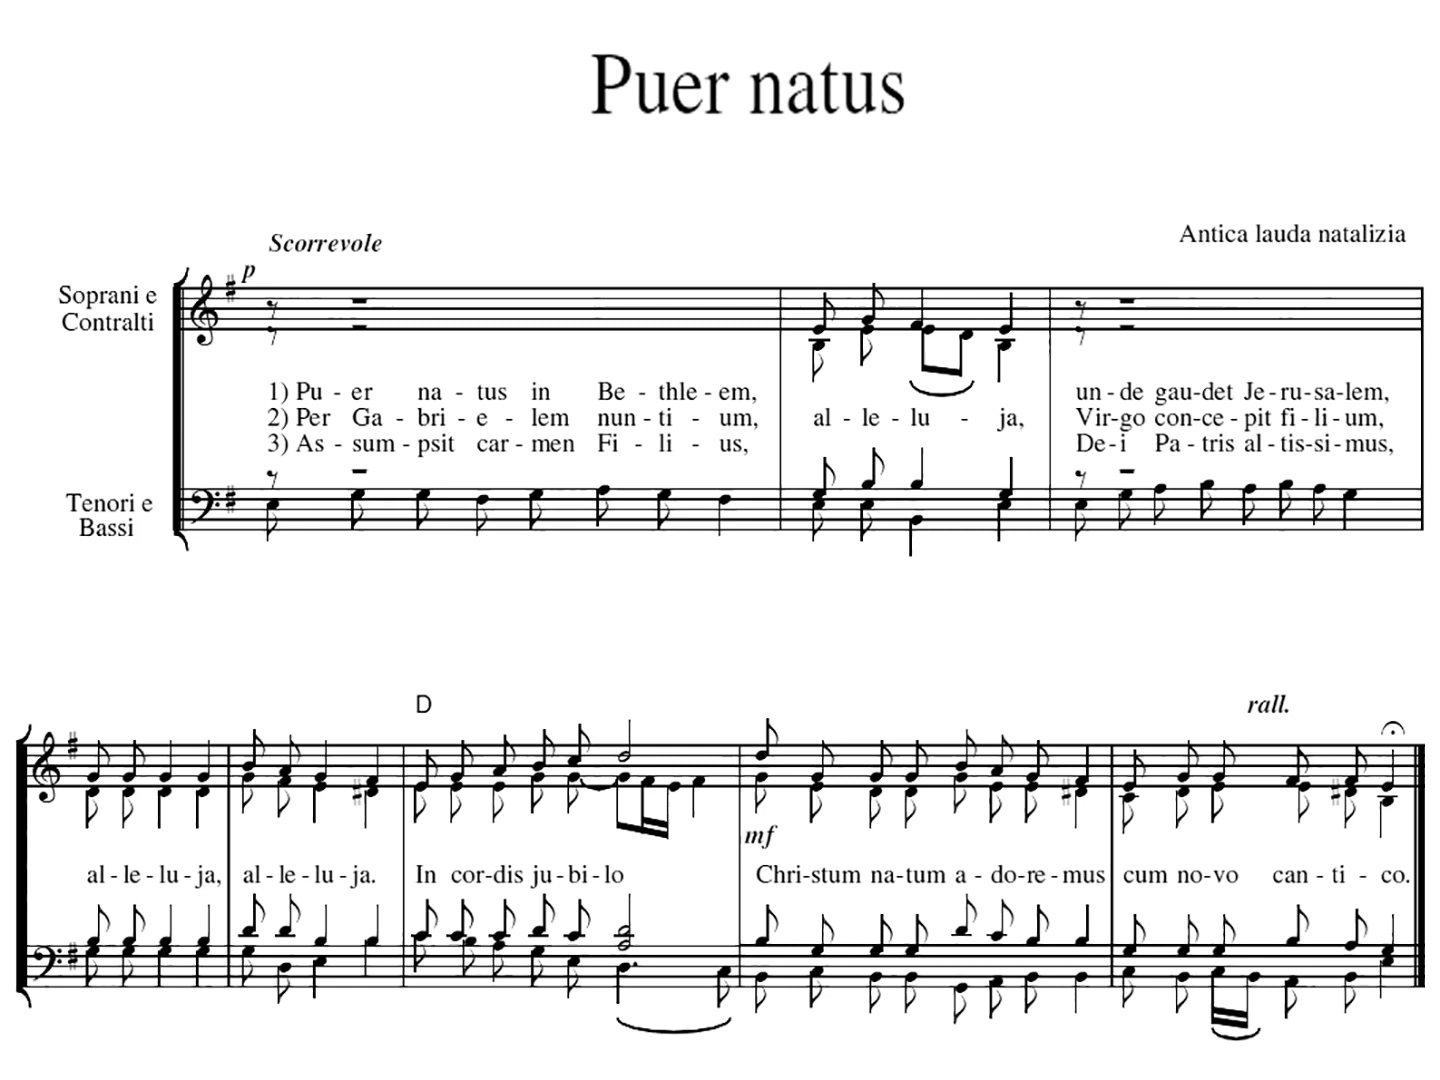 Puer natus
Antica lauda natalizia
Scorrevole
p
Soprani e
Contralti
1) Pu - er na - tus in Be - thle - em, un - de gau - det Je - ru - sa - lem,
2) Per Ga - bri - e - lem nun - ti - um, al - le - lu - ja, Vir - go con - ce - pit fi - li - um,
3) As - sum - psit car - men Fi - li - us, De - i Pa - tris al - tis - si - mus,
Tenori e
Bassi
D rall.
mf
al - le - lu - ja, al - le - lu - ja. In cor - dis ju - bi - lo Chri - stum na - tum a - do - re - mus cum no - vo can - ti - co.